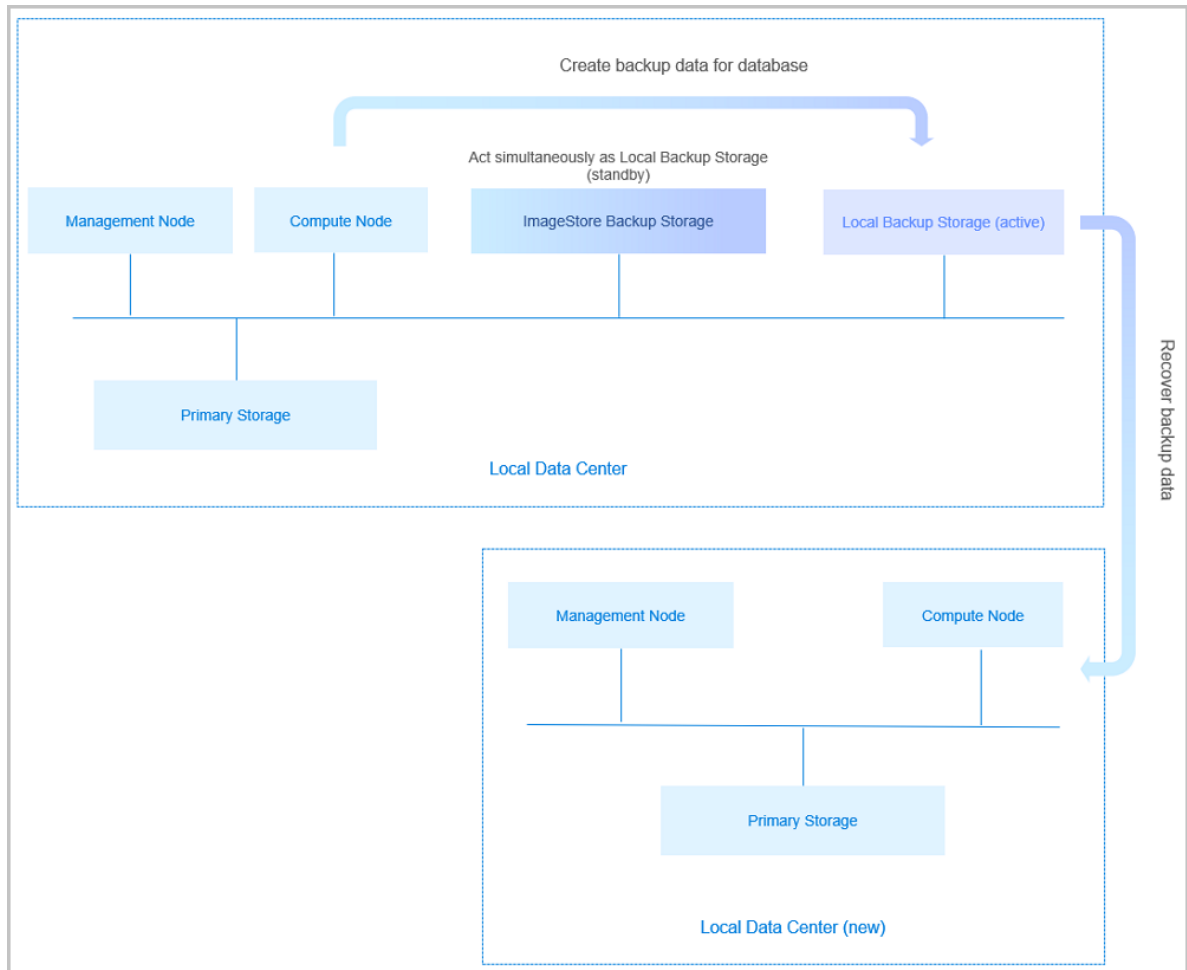 Create backup data for database
Act simultaneously as Local Backup Storage
(standby)
Management Node
Compute Node
ImageStore Backup Storage
Local Backup Storage (active)
Primary Storage
Local Data Center
Recover backup data
Management Node
Compute Node
Primary Storage
Local Data Center (new)